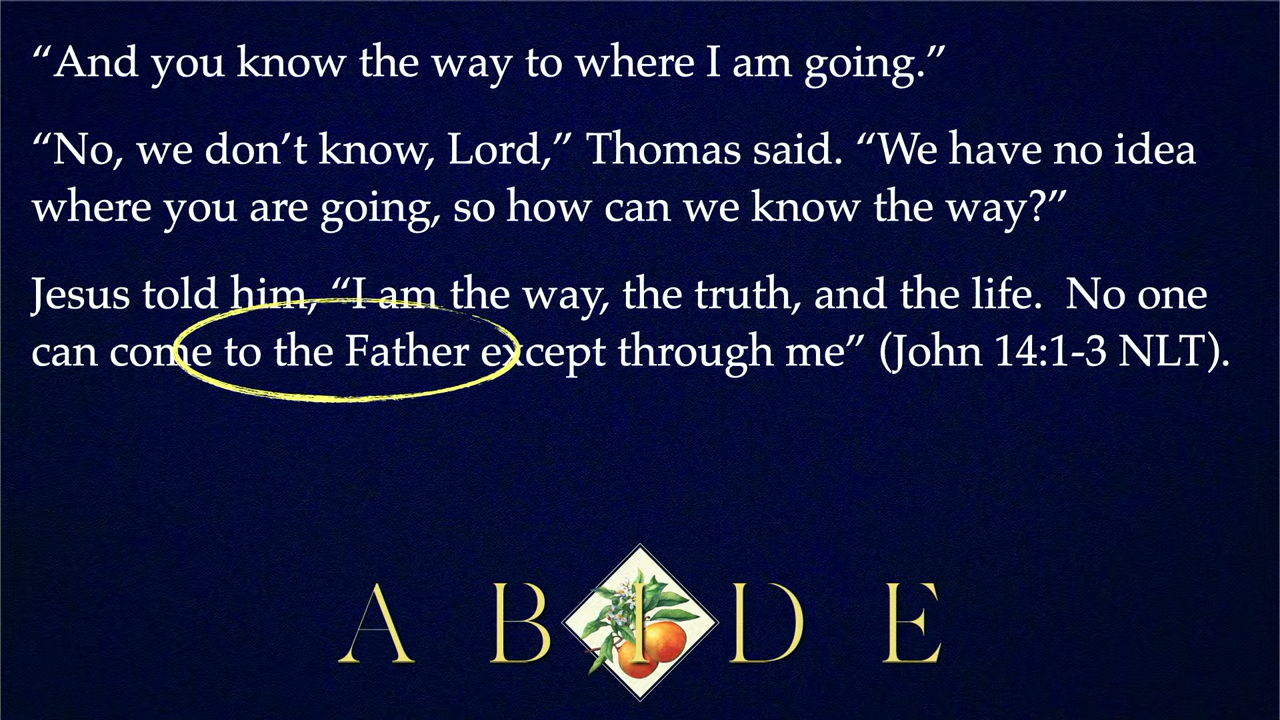 “And you know the way to where I am going.”
“No, we don’t know, Lord,” Thomas said. “We have no idea
where you are going, so how can we know the way?”
Jesus told him, “I am the way, the truth, and the life.  No one
can come to the Father except through me” (John 14:1-3 NLT).
A B I D E